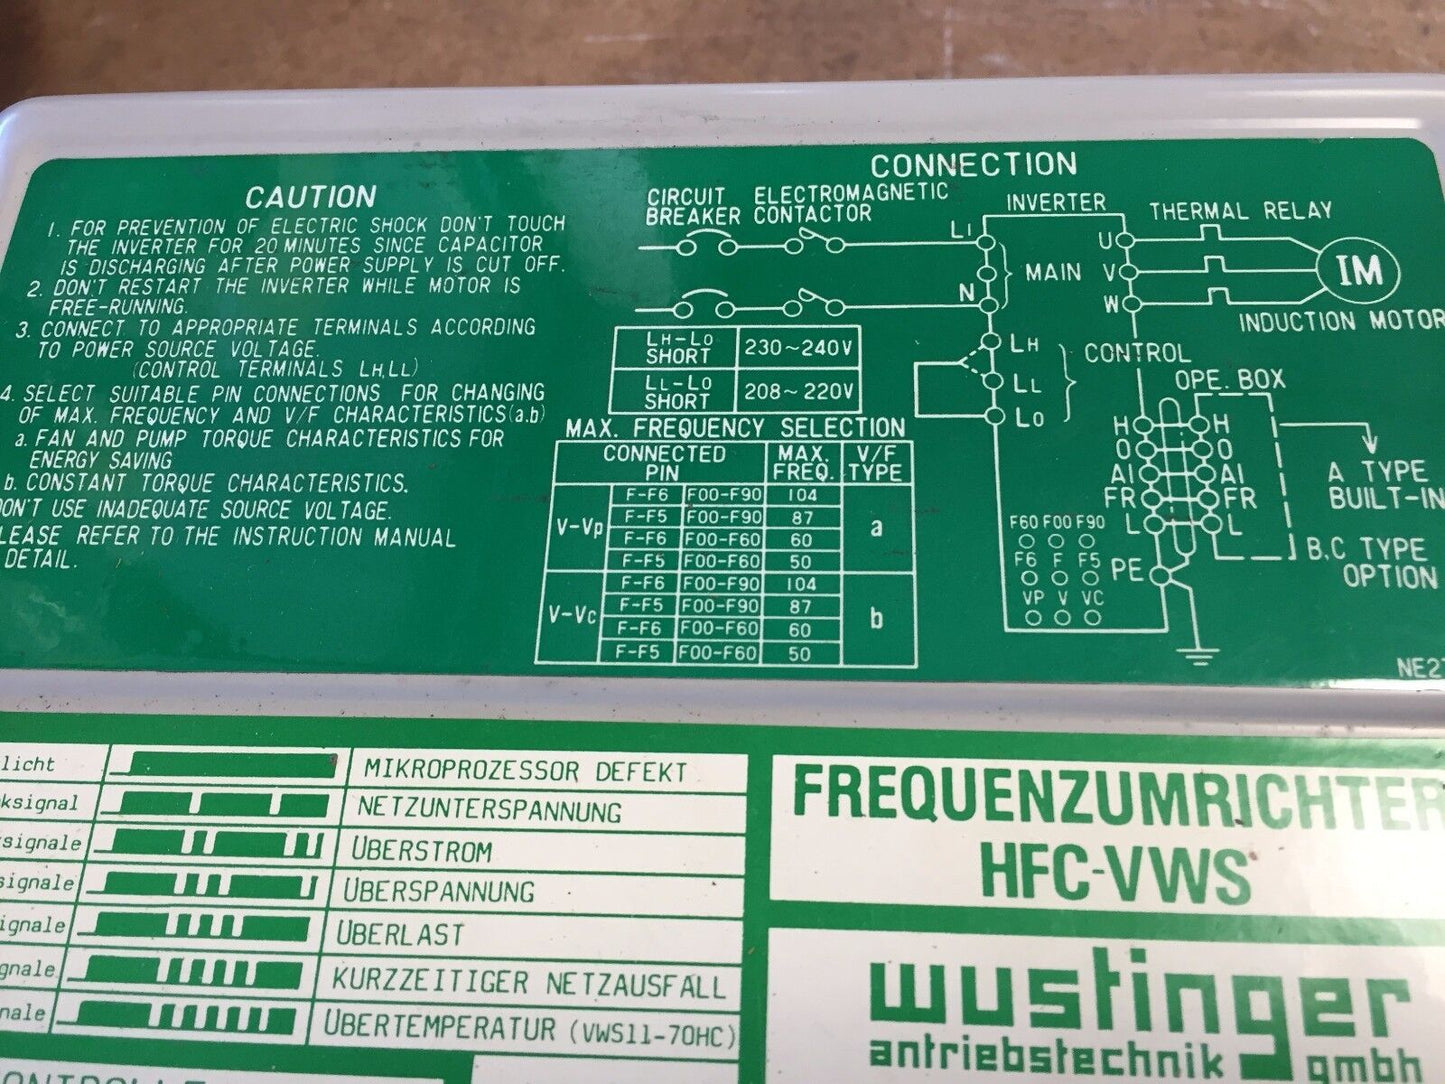 CAUTION
1. FOR PREVENTION OF ELECTRIC SHOCK DON'T TOUCH
THE INVERTER FOR 20 MINUTES SINCE CAPACITOR
IS DISCHARGING AFTER POWER SUPPLY IS CUT OFF.
2. DON'T RESTART THE INVERTER WHILE MOTOR IS
FREE-RUNNING.
3. CONNECT TO APPROPRIATE TERMINALS ACCORDING
TO POWER SOURCE VOLTAGE.
(CONTROL TERMINALS LH,LL)
4. SELECT SUITABLE PIN CONNECTIONS FOR CHANGING
OF MAX. FREQUENCY AND V/F CHARACTERISTICS(a.b)
a. FAN AND PUMP TORQUE CHARACTERISTICS FOR
ENERGY SAVING
b. CONSTANT TORQUE CHARACTERISTICS.
ON'T USE INADEQUATE SOURCE VOLTAGE.
LEASE REFER TO THE INSTRUCTION MANUAL
DETAIL.
CONNECTION
CIRCUIT ELECTROMAGNETIC
BREAKER CONTACTOR
INVERTER
THERMAL RELAY
L1
N
MAIN
U
V
W
IM
INDUCTION MOTOR
LH-LO
SHORT
230~240V
LL-LO
SHORT
208~220V
LH
LL
LO
CONTROL
OPE. BOX
MAX. FREQUENCY SELECTION
CONNECTED PIN MAX. FREQ. V/F TYPE
V-VP
F-F6 F00-F90 104
F-F5 F00-F90 87
F-F6 F00-F60 60
F-F5 F00-F60 50
a
V-VC
F-F6 F00-F90 104
F-F5 F00-F90 87
F-F6 F00-F60 60
F-F5 F00-F60 50
b
H H
O O
AI AI
FR FR
L L
PE
A TYPE
BUILT-IN
B,C TYPE
OPTION
F60 F00 F90
F6 F F5
VP V VC
NE27
licht MIKROPROZESSOR DEFEKT
ksignal NETZUNTERSPANNUNG
signale ÜBERSTROM
signale ÜBERSPANNUNG
ignale ÜBERLAST
gnale KURZZEITIGER NETZAUSFALL
nale ÜBERTEMPERATUR (VWS11-70HC)
FREQUENZUMRICHTER
HFC-VWS
wüstinger
antriebstechnik gmbh